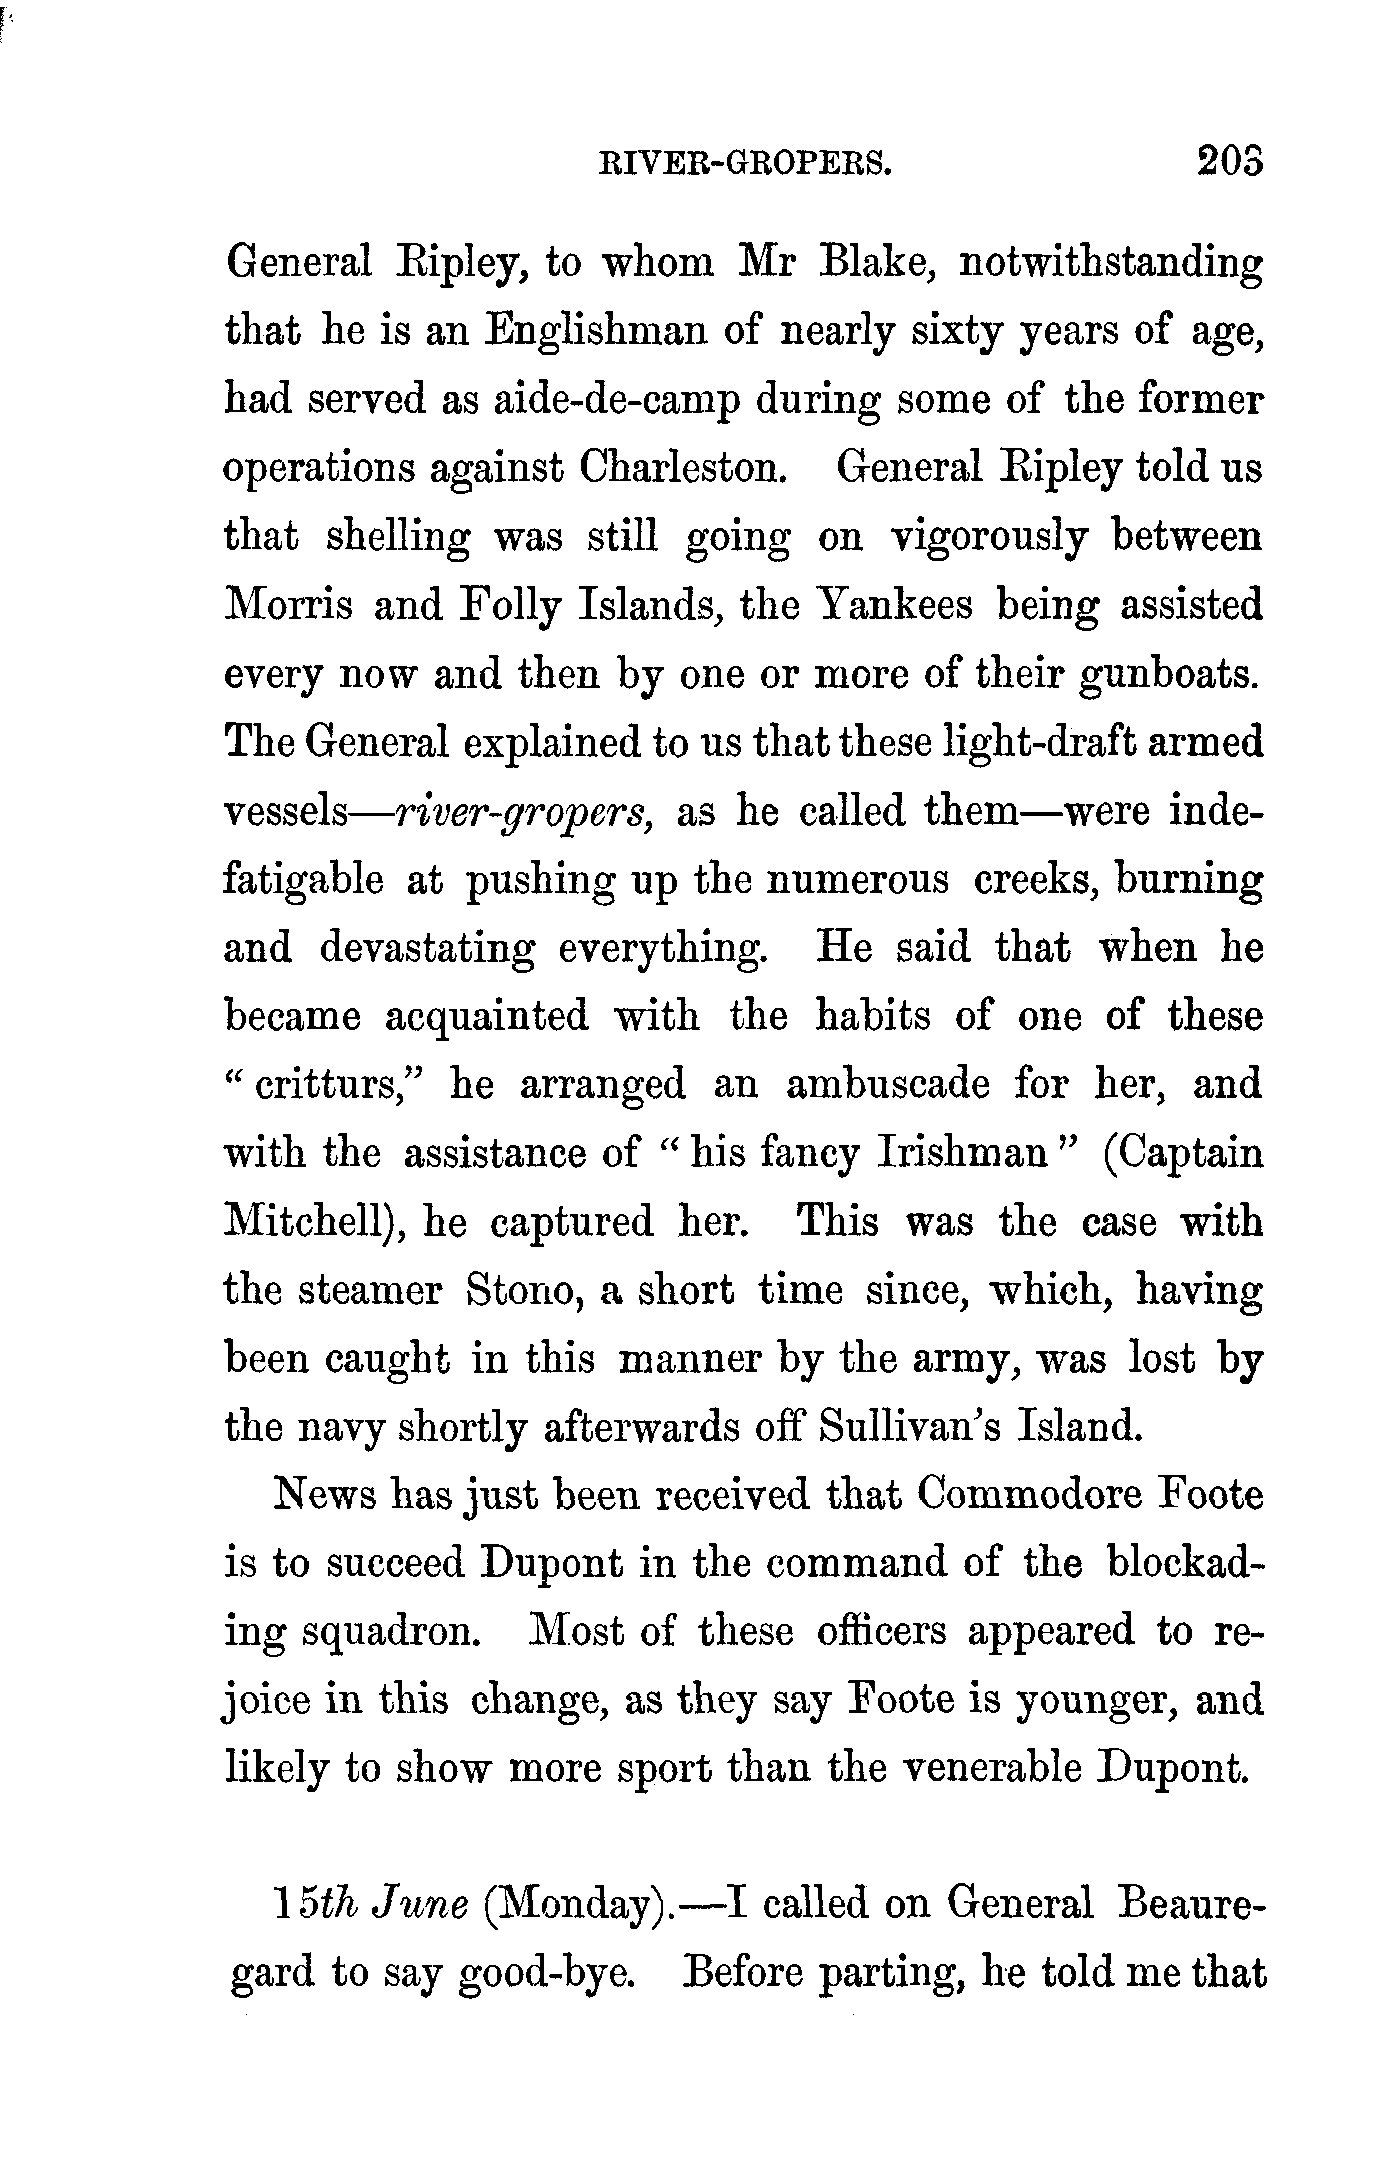 RIVER-GROPERS. 203
General Ripley, to whom Mr Blake, notwithstanding
that he is an Englishman of nearly sixty years of age,
had served as aide-de-camp during some of the former
operations against Charleston. General Ripley told us
that shelling was still going on vigorously between
Morris and Folly Islands, the Yankees being assisted
every now and then by one or more of their gunboats.
The General explained to us that these light-draft armed
vessels—river-gropers, as he called them—were inde-
fatigable at pushing up the numerous creeks, burning
and devastating everything. He said that when he
became acquainted with the habits of one of these
“ critturs,” he arranged an ambuscade for her, and
with the assistance of “ his fancy Irishman ” (Captain
Mitchell), he captured her. This was the case with
the steamer Stono, a short time since, which, having
been caught in this manner by the army, was lost by
the navy shortly afterwards off Sullivan’s Island.
News has just been received that Commodore Foote
is to succeed Dupont in the command of the blockad-
ing squadron. Most of these officers appeared to re-
joice in this change, as they say Foote is younger, and
likely to show more sport than the venerable Dupont.
15th June (Monday).—I called on General Beaure-
gard to say good-bye. Before parting, he told me that